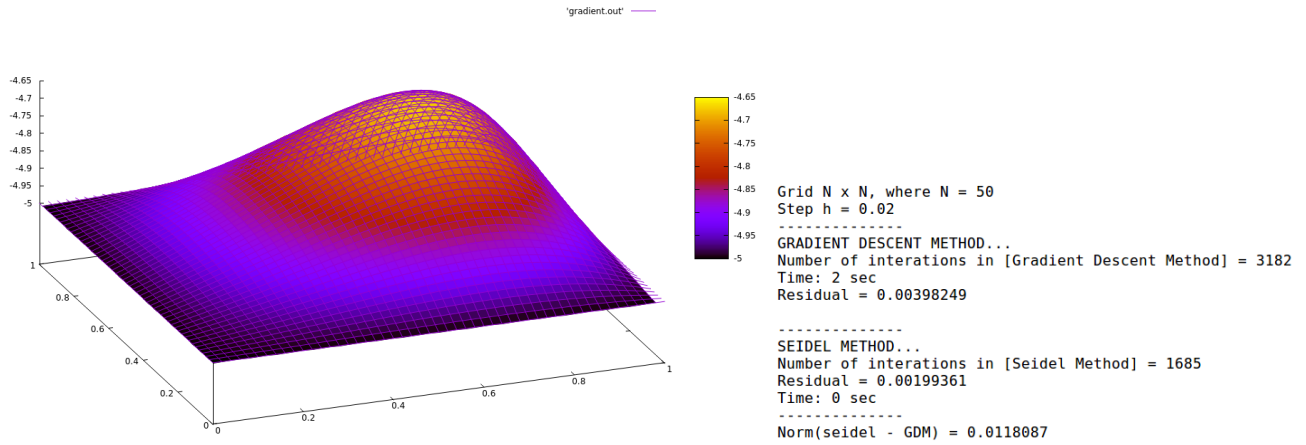 'gradient.out'
-4.65
-4.7
-4.75
-4.8
-4.85
-4.9
-4.95
-5
1
0.8
0.6
0.4
0.2
0
0
0.2
0.4
0.6
0.8
1
-4.65
-4.7
-4.75
-4.8
-4.85
-4.9
-4.95
-5
Grid N x N, where N = 50
Step h = 0.02
--------------
GRADIENT DESCENT METHOD...
Number of interations in [Gradient Descent Method] = 3182
Time: 2 sec
Residual = 0.00398249
--------------
SEIDEL METHOD...
Number of interations in [Seidel Method] = 1685
Residual = 0.00199361
Time: 0 sec
--------------
Norm(seidel - GDM) = 0.0118087